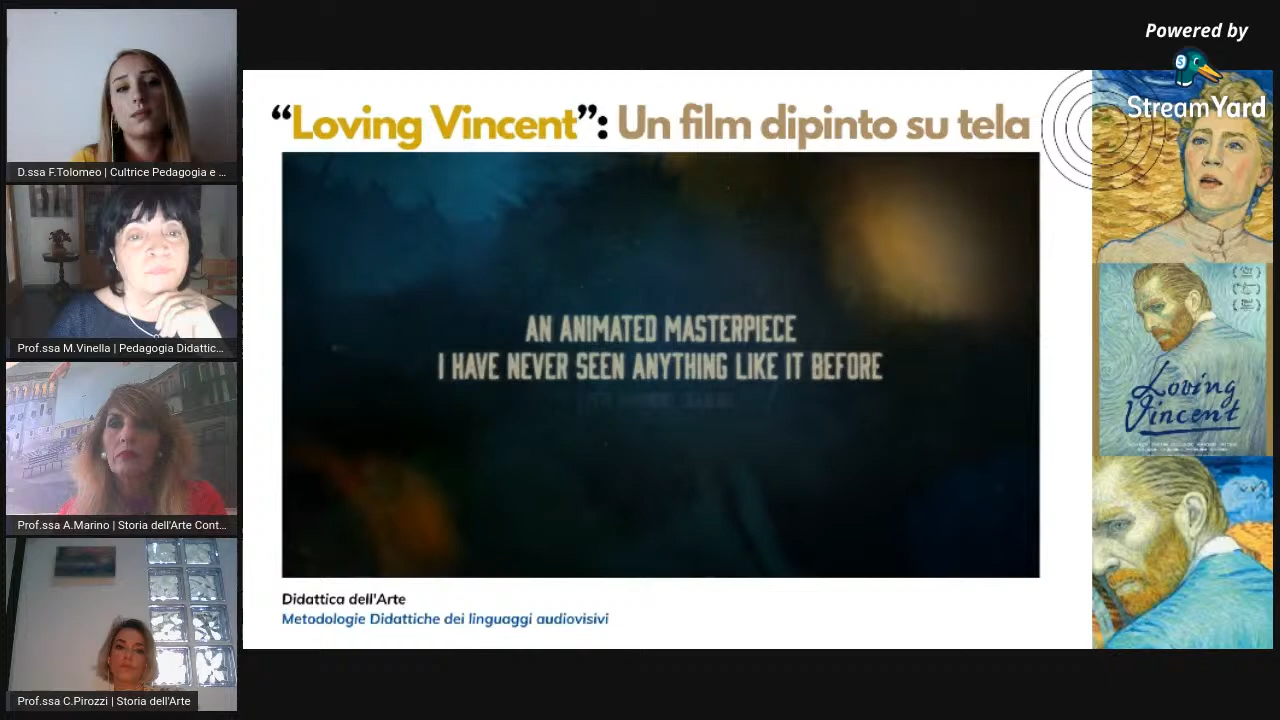 Powered by
StreamYard
D.ssa F.Tolomeo | Cultrice Pedagogia e ...
Prof.ssa M.Vinella | Pedagogia Didattic...
Prof.ssa A.Marino | Storia dell'Arte Cont...
Prof.ssa C.Pirozzi | Storia dell'Arte
“Loving Vincent”: Un film dipinto su tela
AN ANIMATED MASTERPIECE
I HAVE NEVER SEEN ANYTHING LIKE IT BEFORE
Didattica dell'Arte
Metodologie Didattiche dei linguaggi audiovisivi
Loving
Vincent